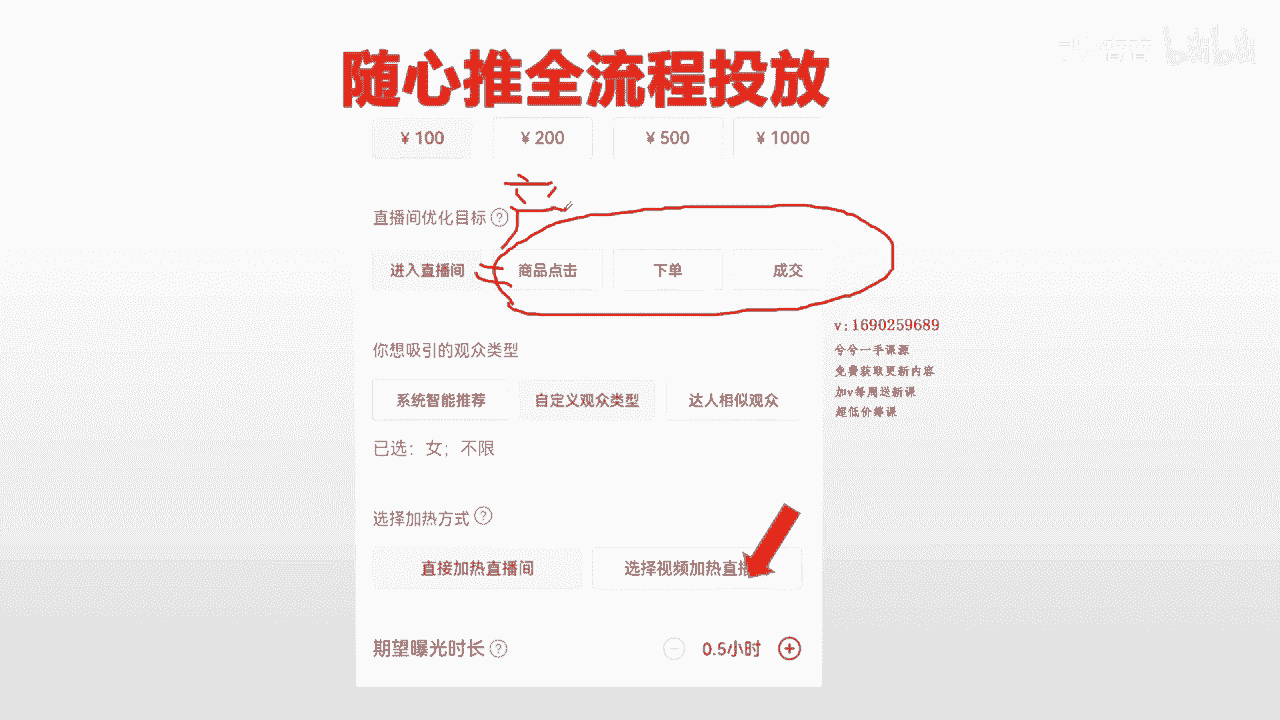 随心推全流程投放
¥ 100 ¥ 200 ¥ 500 ¥ 1000
直播间优化目标 ?
进入直播间 商品点击 下单 成交
v:1690259689
兮兮一手课源
免费获取更新内容
加v每周送新课
超低价蜂课
你想吸引的观众类型
系统智能推荐 自定义观众类型 达人相似观众
已选：女；不限
选择加热方式 ?
直接加热直播间 选择视频加热直播
期望曝光时长 ? 0.5小时